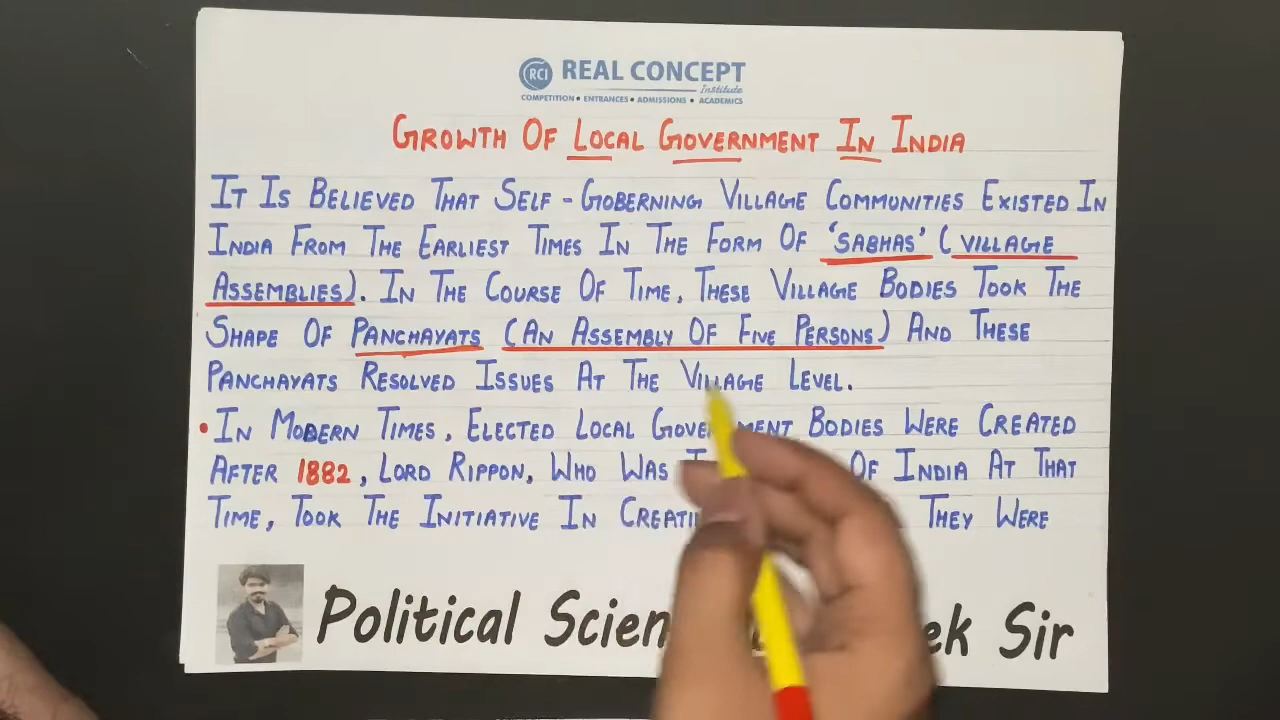 RCI REAL CONCEPT
Institute
COMPETITION • ENTRANCES • ADMISSIONS • ACADEMICS
GROWTH OF LOCAL GOVERNMENT IN INDIA
IT IS BELIEVED THAT SELF - GOBERNING VILLAGE COMMUNITIES EXISTED IN
INDIA FROM THE EARLIEST TIMES IN THE FORM OF 'SABHAS' (VILLAGE
ASSEMBLIES). IN THE COURSE OF TIME, THESE VILLAGE BODIES TOOK THE
SHAPE OF PANCHAYATS (AN ASSEMBLY OF FIVE PERSONS) AND THESE
PANCHAYATS RESOLVED ISSUES AT THE VILLAGE LEVEL.
• IN MODERN TIMES, ELECTED LOCAL GOVE MENT BODIES WERE CREATED
AFTER 1882, LORD RIPPON, WHO WAS OF INDIA AT THAT
TIME, TOOK THE INITIATIVE IN THEY WERE
Political Sir